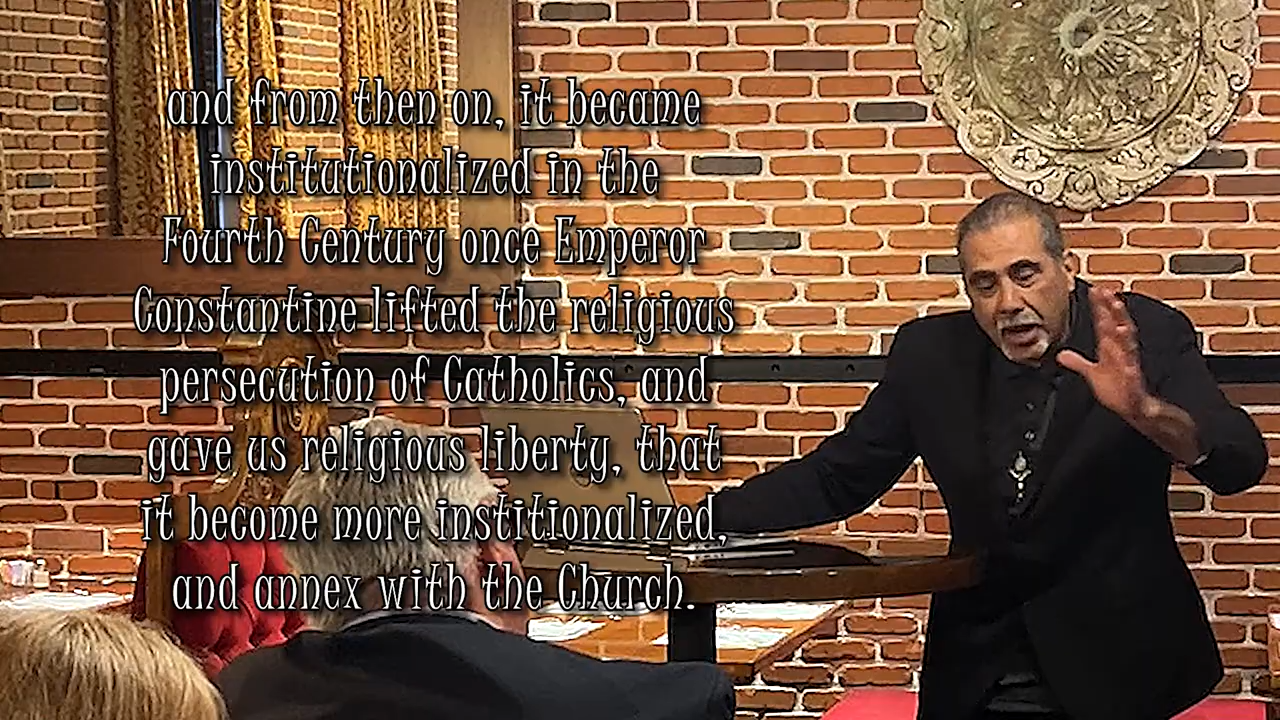 and from then on, it became
institutionalized in the
Fourth Century once Emperor
Constantine lifted the religious
persecution of Catholics, and
gave us religious liberty, that
it become more institionalized,
and annex with the Church.